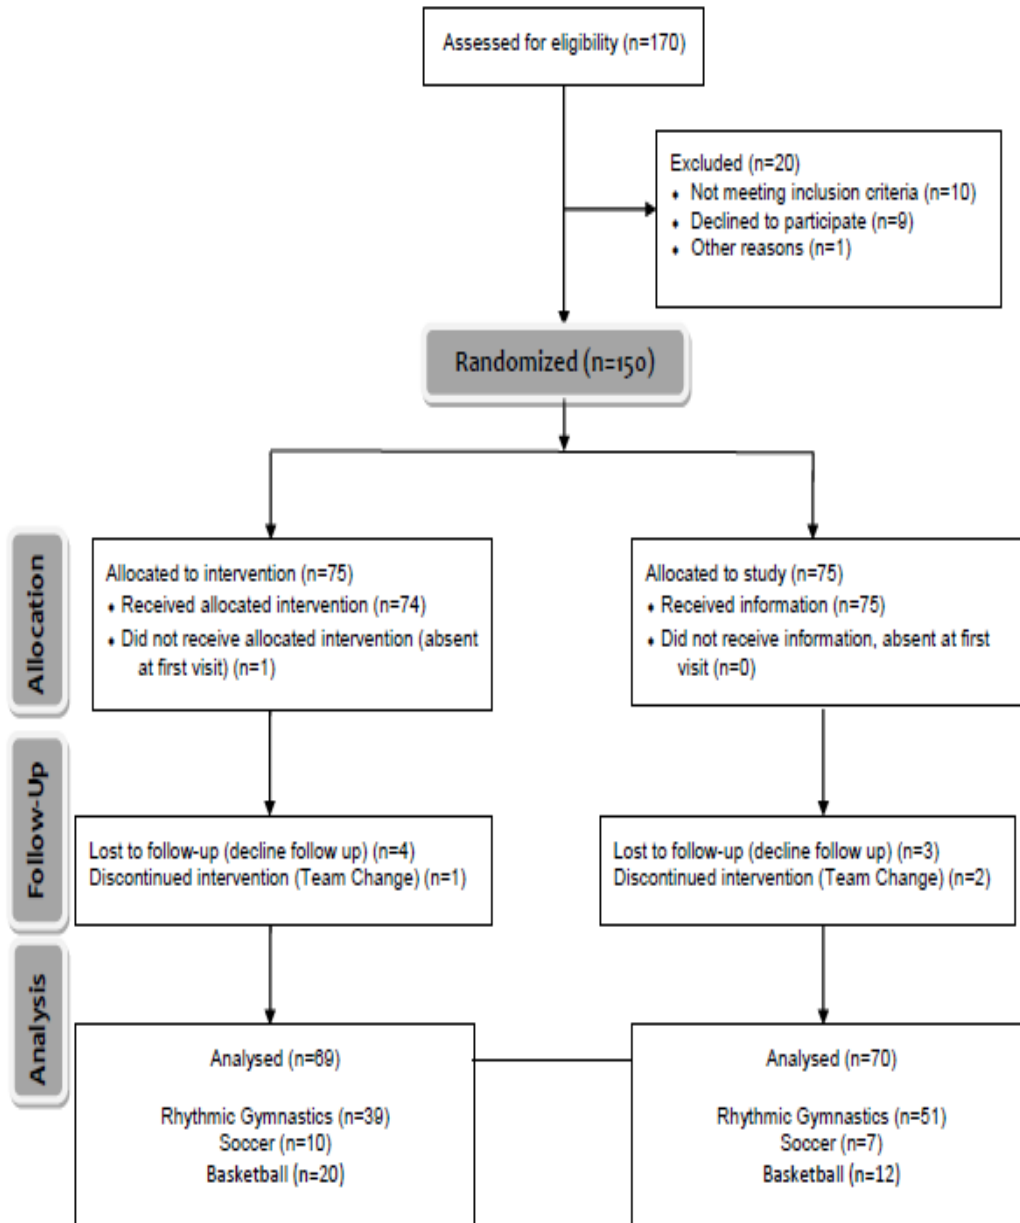 Assessed for eligibility (n=170)
Excluded (n=20)
♦ Not meeting inclusion criteria (n=10)
♦ Declined to participate (n=9)
♦ Other reasons (n=1)
Randomized (n=150)
Allocation
Allocated to intervention (n=75)
♦ Received allocated intervention (n=74)
♦ Did not receive allocated intervention (absent
at first visit) (n=1)
Allocated to study (n=75)
♦ Received information (n=75)
♦ Did not receive information, absent at first
visit (n=0)
Follow-Up
Lost to follow-up (decline follow up) (n=4)
Discontinued intervention (Team Change) (n=1)
Lost to follow-up (decline follow up) (n=3)
Discontinued intervention (Team Change) (n=2)
Analysis
Analysed (n=69)
Rhythmic Gymnastics (n=39)
Soccer (n=10)
Basketball (n=20)
Analysed (n=70)
Rhythmic Gymnastics (n=51)
Soccer (n=7)
Basketball (n=12)